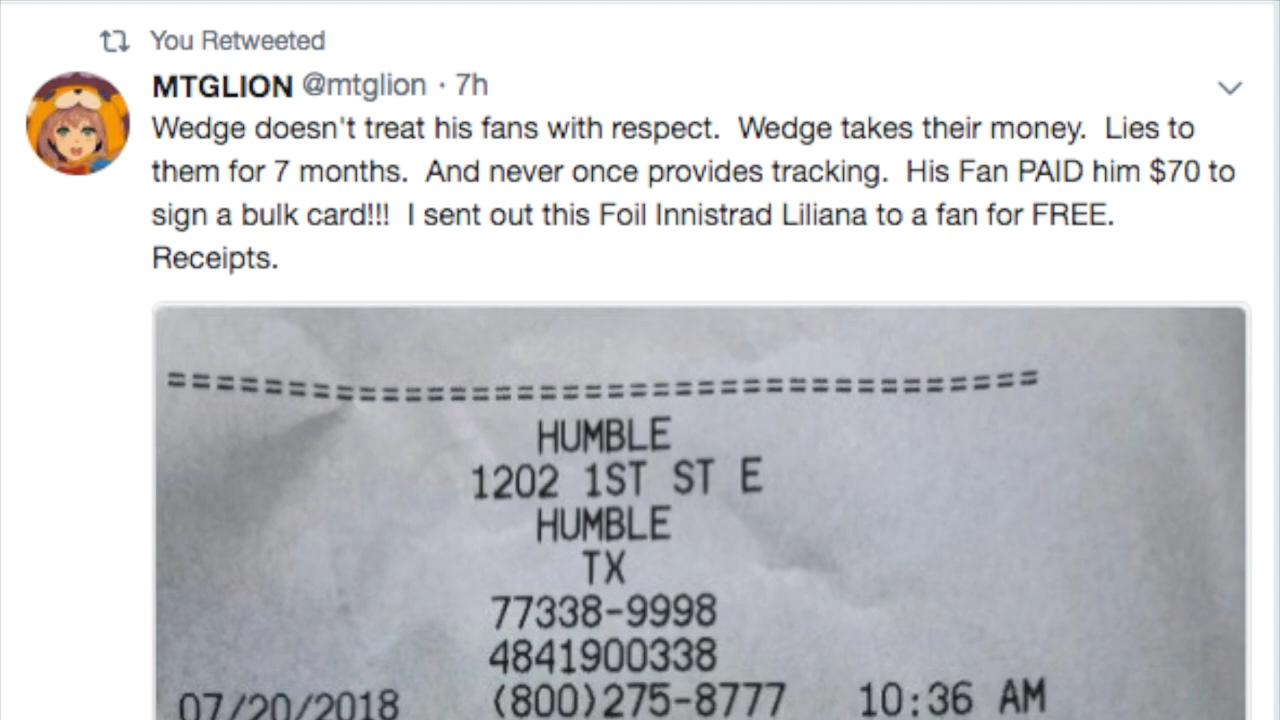 You Retweeted
MTGLION @mtglion · 7h
Wedge doesn't treat his fans with respect.  Wedge takes their money.  Lies to
them for 7 months.  And never once provides tracking.  His Fan PAID him $70 to
sign a bulk card!!!  I sent out this Foil Innistrad Liliana to a fan for FREE.
Receipts.
======================================
HUMBLE
1202 1ST ST E
HUMBLE
TX
77338-9998
4841900338
07/20/2018 (800)275-8777 10:36 AM